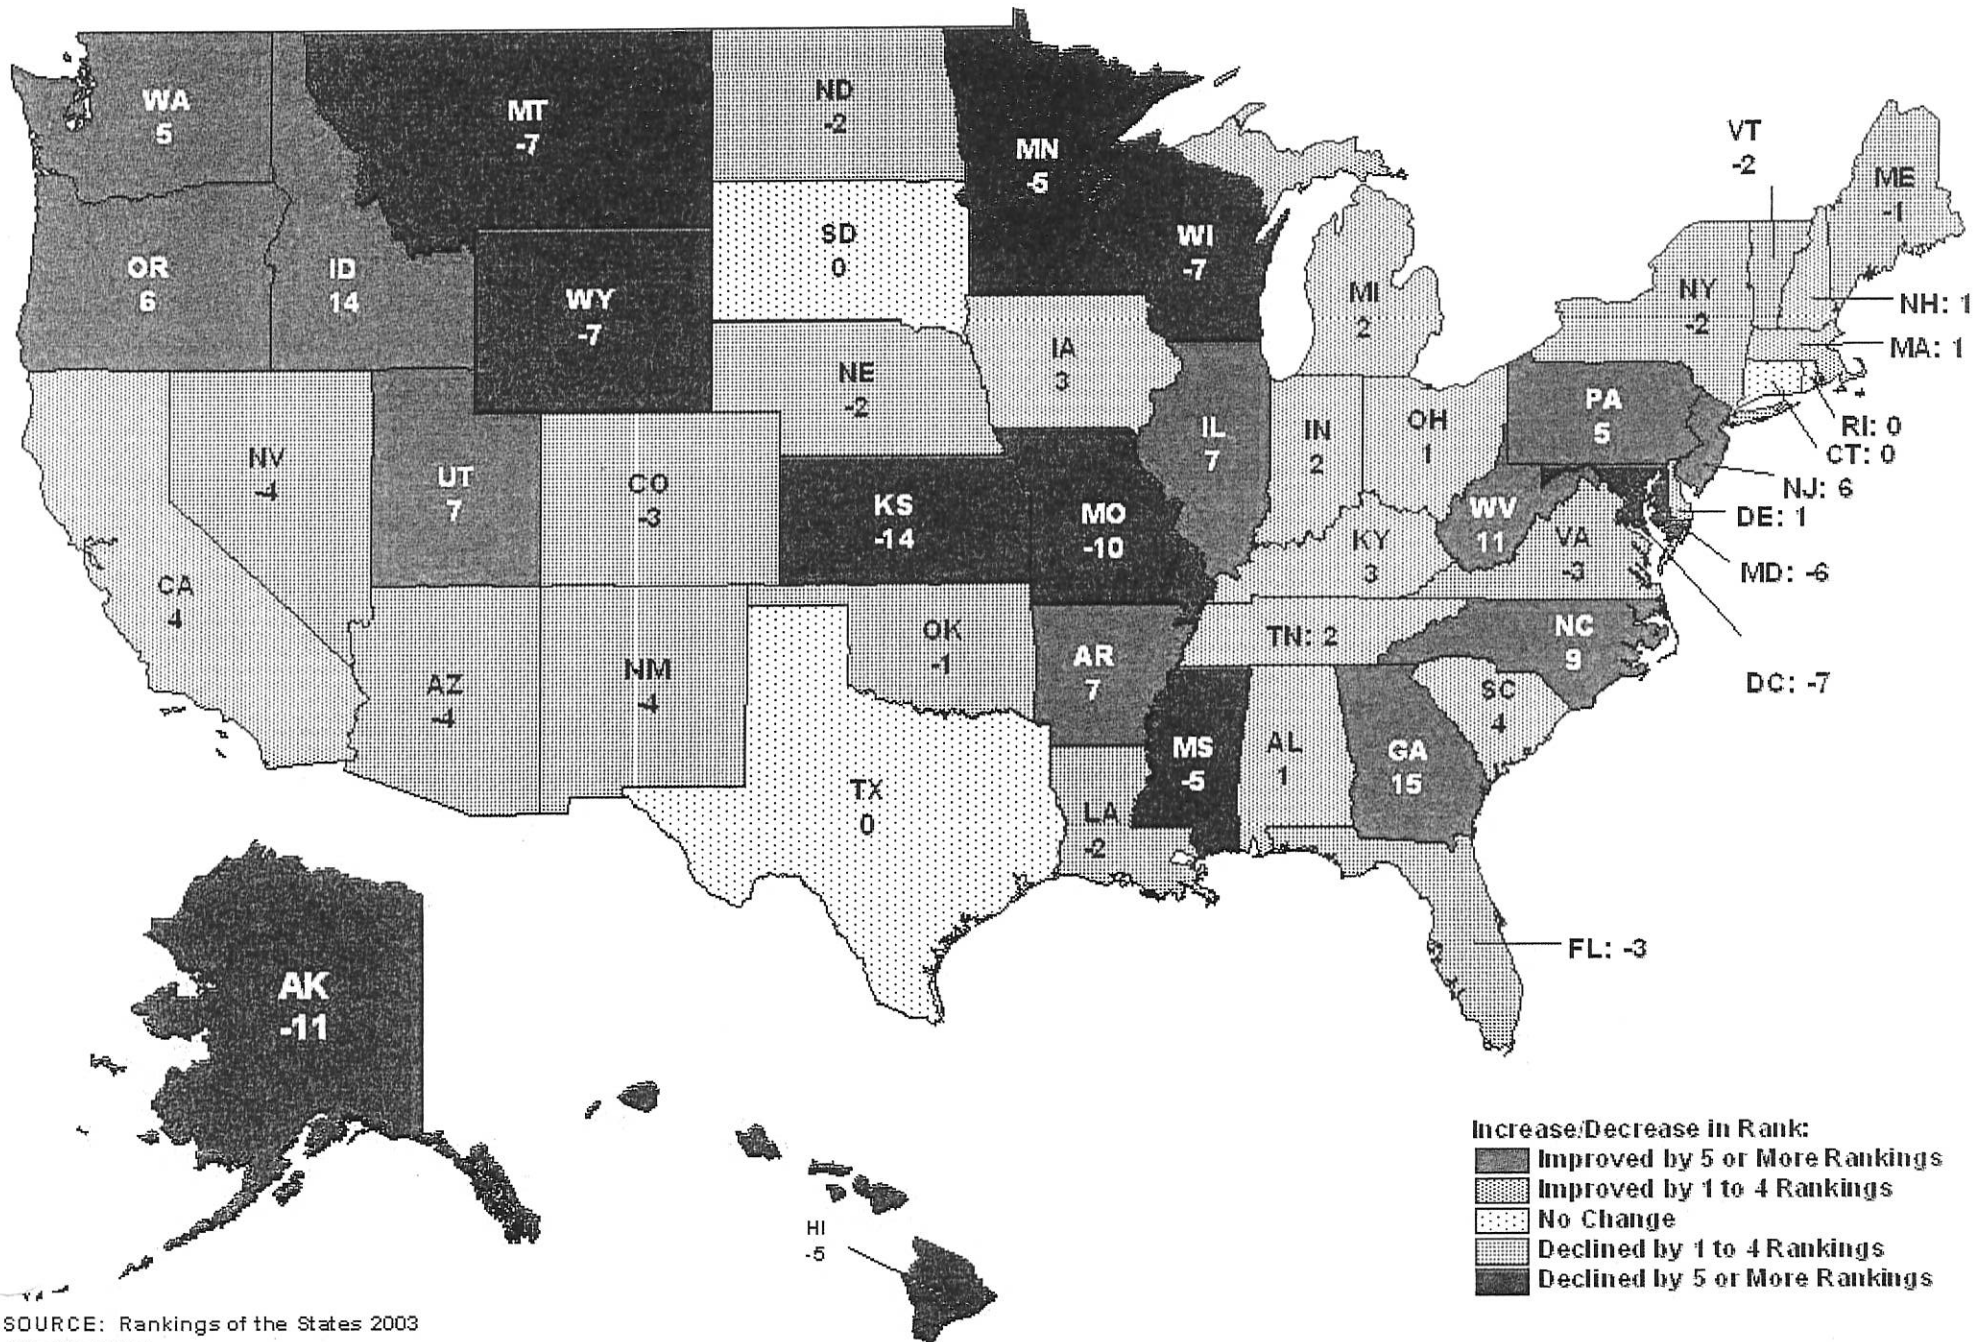 WA
5
MT
-7
ND
-2
MN
-5
VT
-2
ME
-1
OR
6
ID
14
WY
-7
SD
0
WI
-7
MI
2
NY
-2
NH: 1
MA: 1
RI: 0
CT: 0
NJ: 6
DE: 1
MD: -6
DC: -7
IA
3
NE
-2
IL
7
IN
2
OH
1
PA
5
NV
-4
UT
7
CO
-3
KS
-14
MO
-10
KY
3
WV
11
VA
-3
CA
4
AZ
-4
NM
-4
OK
-1
AR
7
TN: 2
NC
9
SC
4
TX
0
LA
-2
MS
-5
AL
1
GA
15
FL: -3
AK
-11
HI
-5
Increase/Decrease in Rank:
Improved by 5 or More Rankings
Improved by 1 to 4 Rankings
No Change
Declined by 1 to 4 Rankings
Declined by 5 or More Rankings
SOURCE: Rankings of the States 2003